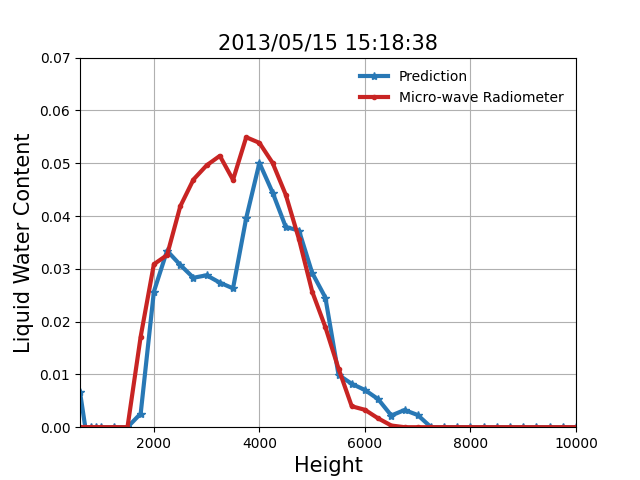 2013/05/15 15:18:38
0.07
0.06
0.05
0.04
0.03
0.02
0.01
0.00
Liquid Water Content
Prediction
Micro-wave Radiometer
2000 4000 6000 8000 10000
Height